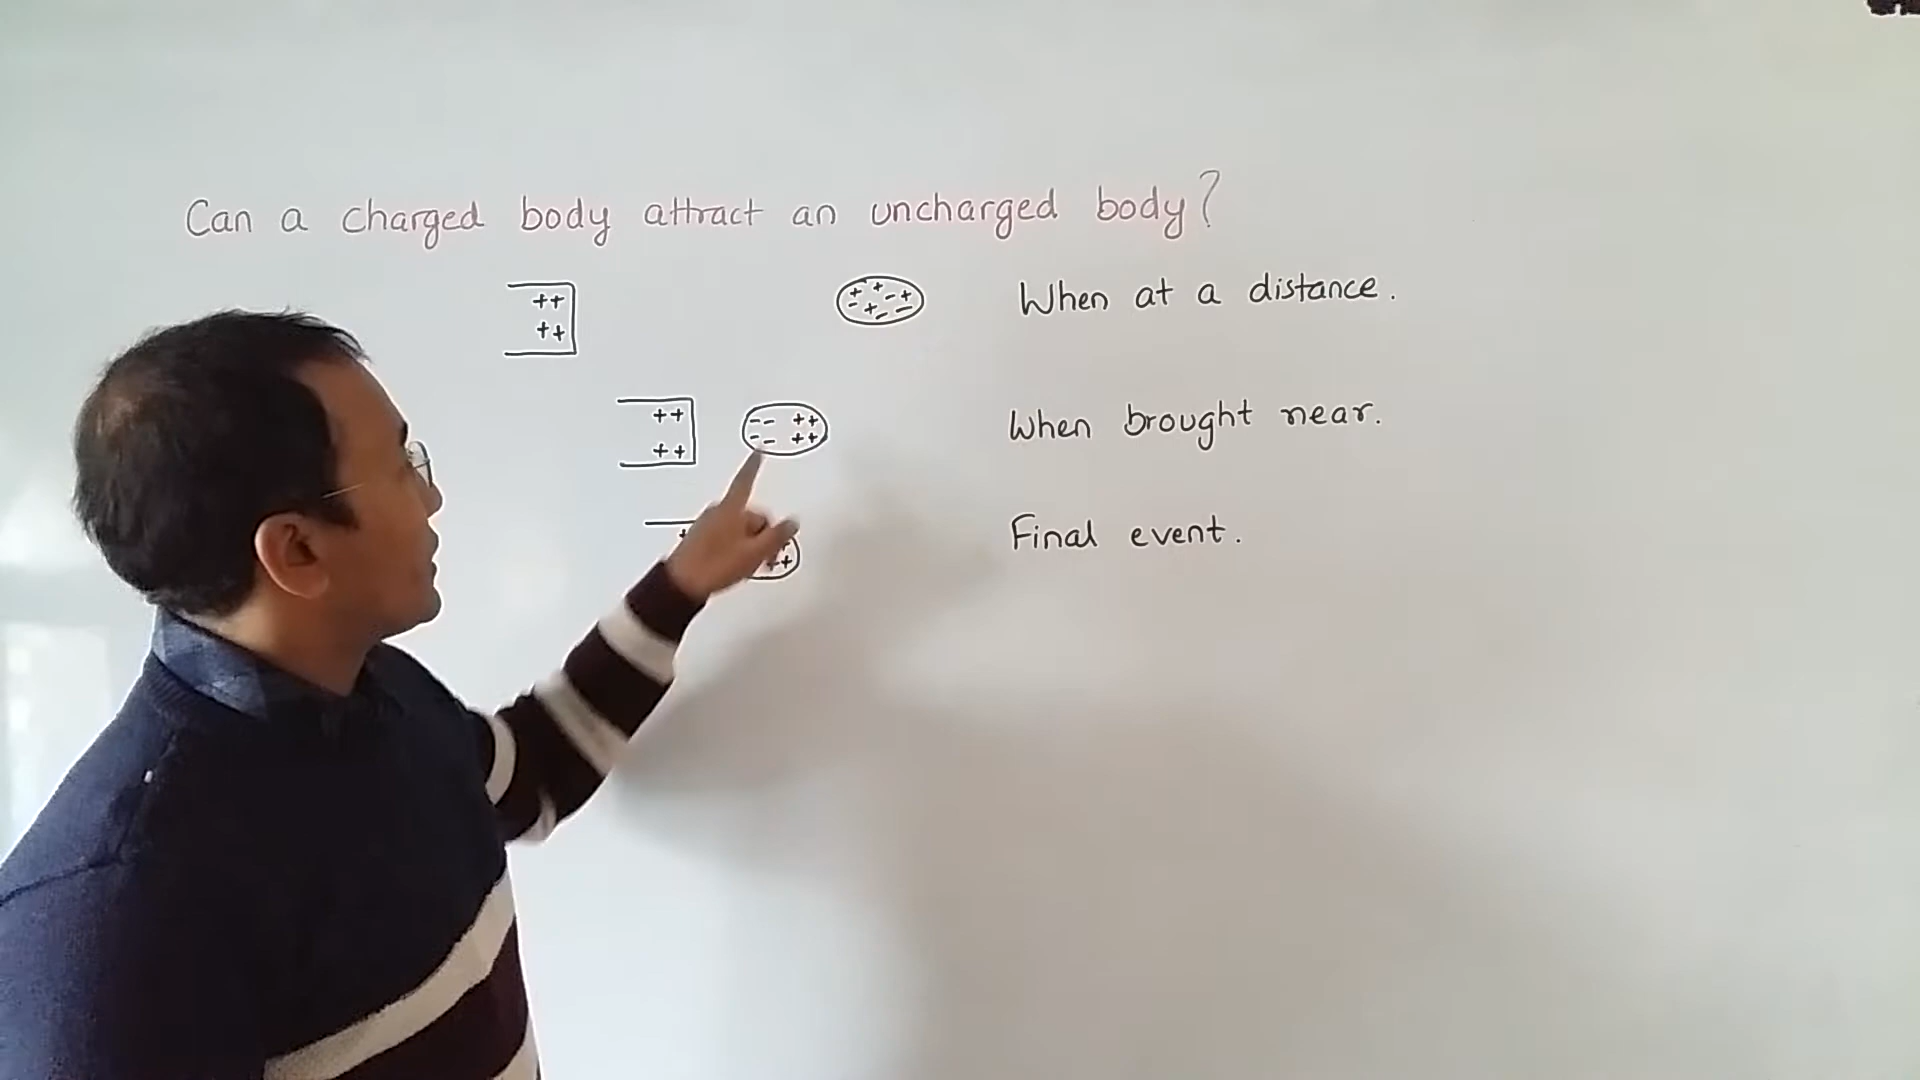 Can a charged body attract an uncharged body?
++ ++ + + - + - + - - When at a distance.
++ ++ -- ++ -- ++ When brought near.
Final event.